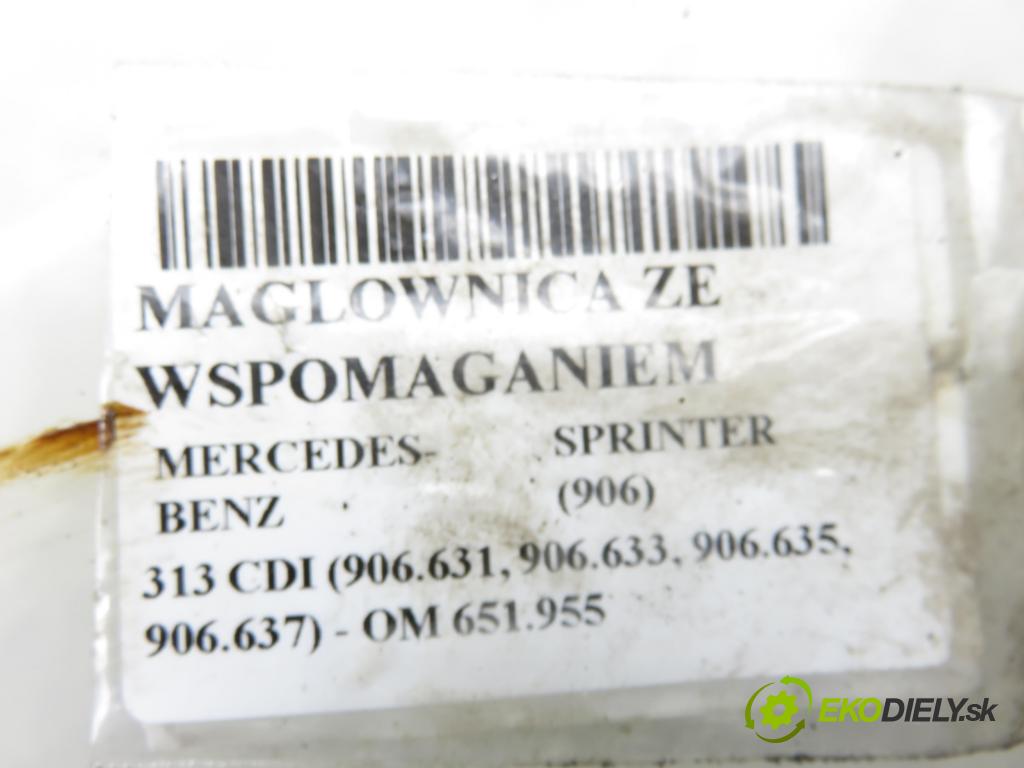 MAGLOWNICA ZE
WSPOMAGANIEM
MERCEDES-
BENZ
SPRINTER
(906)
313 CDI (906.631, 906.633, 906.635,
906.637) - OM 651.955
EKODIELY.sk